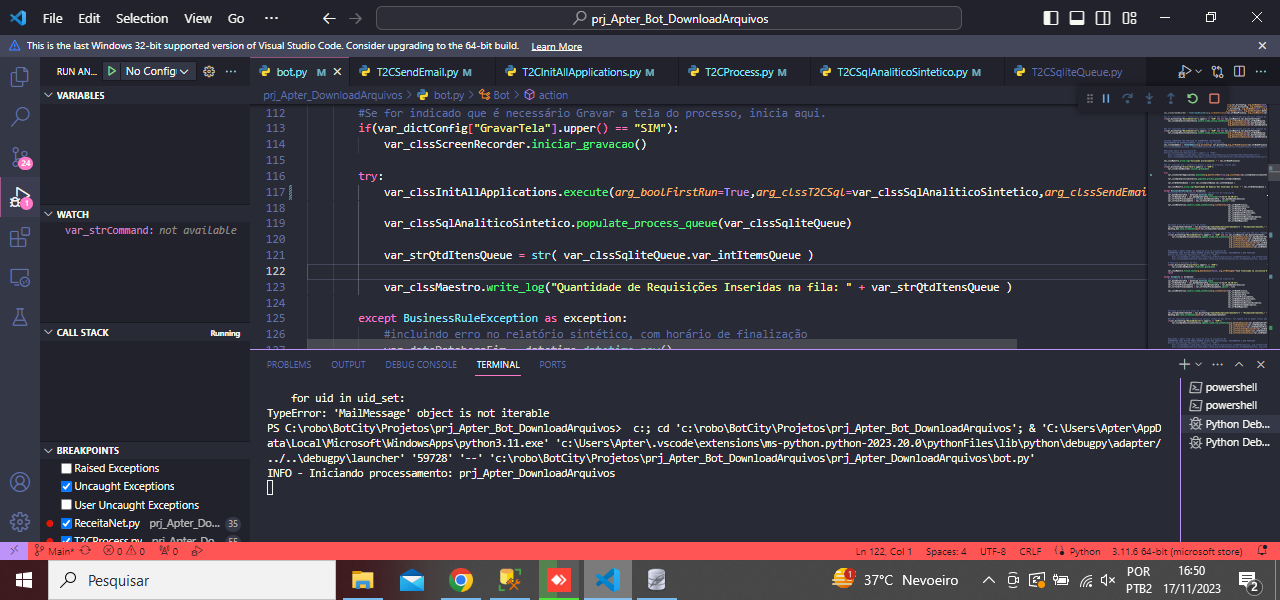 File Edit Selection View Go ··· prj_Apter_Bot_DownloadArquivos
This is the last Windows 32-bit supported version of Visual Studio Code. Consider upgrading to the 64-bit build. Learn More
RUN AN... No Config
bot.py M T2CSendEmail.py M T2CInitAllApplications.py M T2CProcess.py M T2CSqlAnaliticoSintetico.py M T2CSqliteQueue.py
VARIABLES
prj_Apter_DownloadArquivos > bot.py > Bot > action
112 #Se for indicado que é necessário Gravar a tela do processo, inicia aqui.
113 if(var_dictConfig["GravarTela"].upper() == "SIM"):
114 var_clssScreenRecorder.iniciar_gravacao()
115
116 try:
117 var_clssInitAllApplications.execute(arg_boolFirstRun=True,arg_clssT2CSql=var_clssSqlAnaliticoSintetico,arg_clssSendEmai
118
119 var_clssSqlAnaliticoSintetico.populate_process_queue(var_clssSqliteQueue)
120
121 var_strQtdItensQueue = str( var_clssSqliteQueue.var_intItemsQueue )
122
123 var_clssMaestro.write_log("Quantidade de Requisições Inseridas na fila: " + var_strQtdItensQueue )
124
125 except BusinessRuleException as exception:
126 #incluindo erro no relatório sintético, com horário de finalização
24
1
WATCH
var_strCommand: not available
CALL STACK Running
BREAKPOINTS
Raised Exceptions
Uncaught Exceptions
User Uncaught Exceptions
ReceitaNet.py prj_Apter_Do... 35
T2CProcess.py prj_Apter_Do... 55
PROBLEMS OUTPUT DEBUG CONSOLE TERMINAL PORTS
for uid in uid_set:
TypeError: 'MailMessage' object is not iterable
PS C:\robo\BotCity\Projetos\prj_Apter_Bot_DownloadArquivos> c:; cd 'c:\robo\BotCity\Projetos\prj_Apter_Bot_DownloadArquivos'; & 'C:\Users\Apter\AppD
ata\Local\Microsoft\WindowsApps\python3.11.exe' 'c:\Users\Apter\.vscode\extensions\ms-python.python-2023.20.0\pythonFiles\lib\python\debugpy\adapter/
../..\debugpy\launcher' '59728' '--' 'c:\robo\BotCity\Projetos\prj_Apter_Bot_DownloadArquivos\prj_Apter_DownloadArquivos\bot.py'
INFO - Iniciando processamento: prj_Apter_DownloadArquivos
powershell
powershell
Python Deb...
Python Deb...
Main* 0 0 0 Ln 122, Col 1 Spaces: 4 UTF-8 CRLF Python 3.11.6 64-bit (microsoft store)
Pesquisar 1 37°C Nevoeiro POR 16:50
PTB2 17/11/2023 2